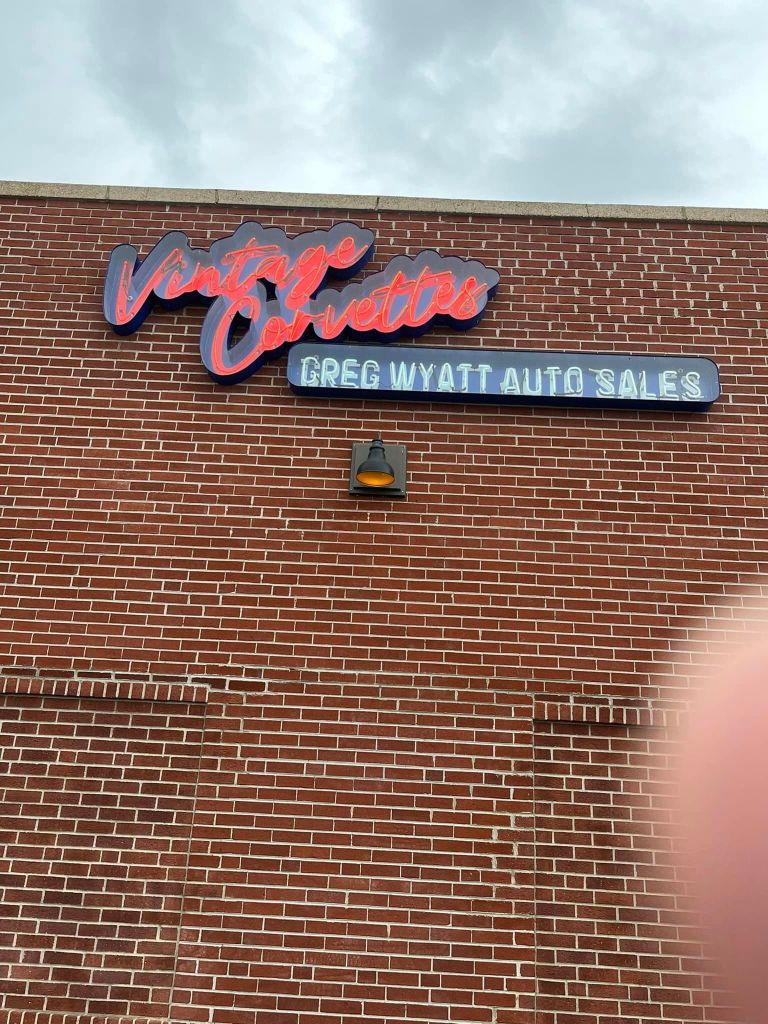 Vintage
Corvettes
GREG WYATT AUTO SALES